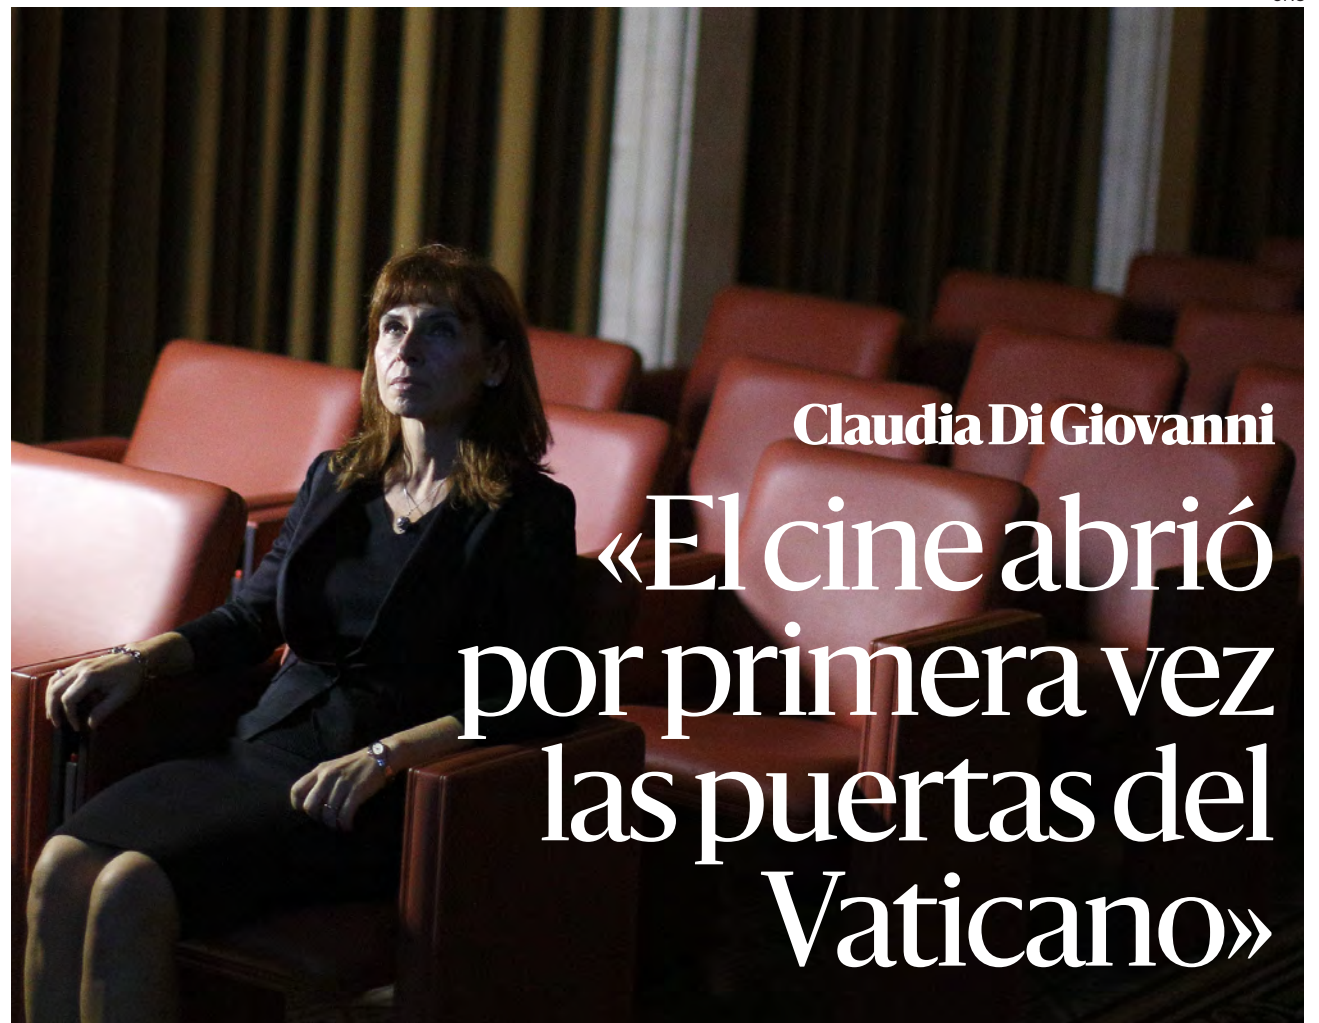 Claudia Di Giovanni
«El cine abrió
por primera vez
las puertas del
Vaticano»